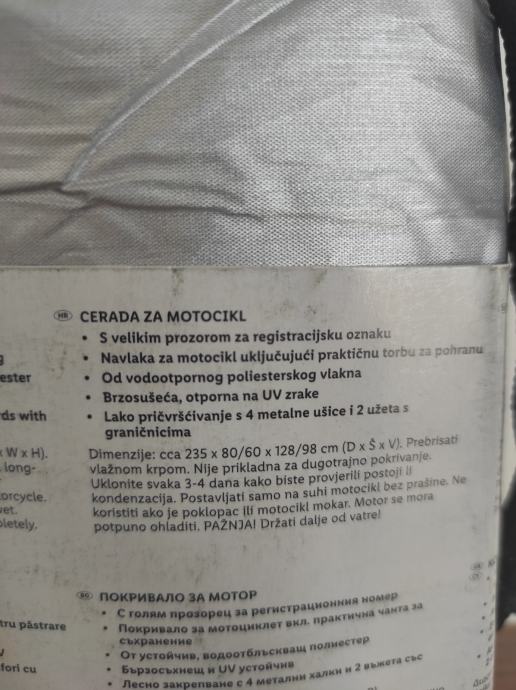 HR CERADA ZA MOTOCIKL
• S velikim prozorom za registracijsku oznaku
• Navlaka za motocikl uključujući praktičnu torbu za pohranu
• Od vodootpornog poliesterskog vlakna
• Brzosušeća, otporna na UV zrake
• Lako pričvršćivanje s 4 metalne ušice i 2 užeta s
graničnicima
Dimenzije: cca 235 x 80/60 x 128/98 cm (D x Š x V). Prebrisati
vlažnom krpom. Nije prikladna za dugotrajno pokrivanje.
Uklonite svaka 3-4 dana kako biste provjerili postoji li
kondenzacija. Postavljati samo na suhi motocikl bez prašine. Ne
koristiti ako je poklopac ili motocikl mokar. Motor se mora
potpuno ohladiti. PAŽNJA! Držati dalje od vatre!
ester
ds with
x W x H).
long-
orcycle.
vet.
pletely.
BG ПОКРИВАЛО ЗА МОТОР
• С голям прозорец за регистрационния номер
• Покривало за мотоциклет вкл. практична чанта за
съхранение
• От устойчив, водоотблъскващ полиестер
• Бързосъхнещ и UV устойчив
• Лесно закрепване с 4 метални халки и 2 въжета със
tru păstrare
fori cu